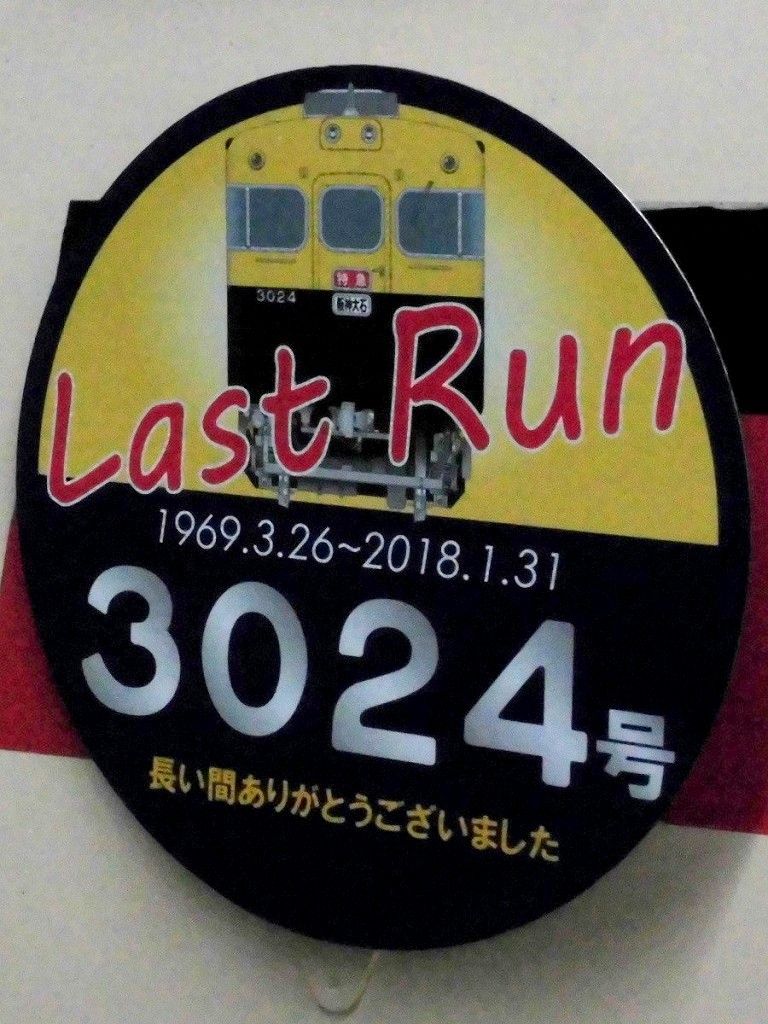 特急
3024
阪神大石
Last Run
1969.3.26~2018.1.31
3024号
長い間ありがとうございました